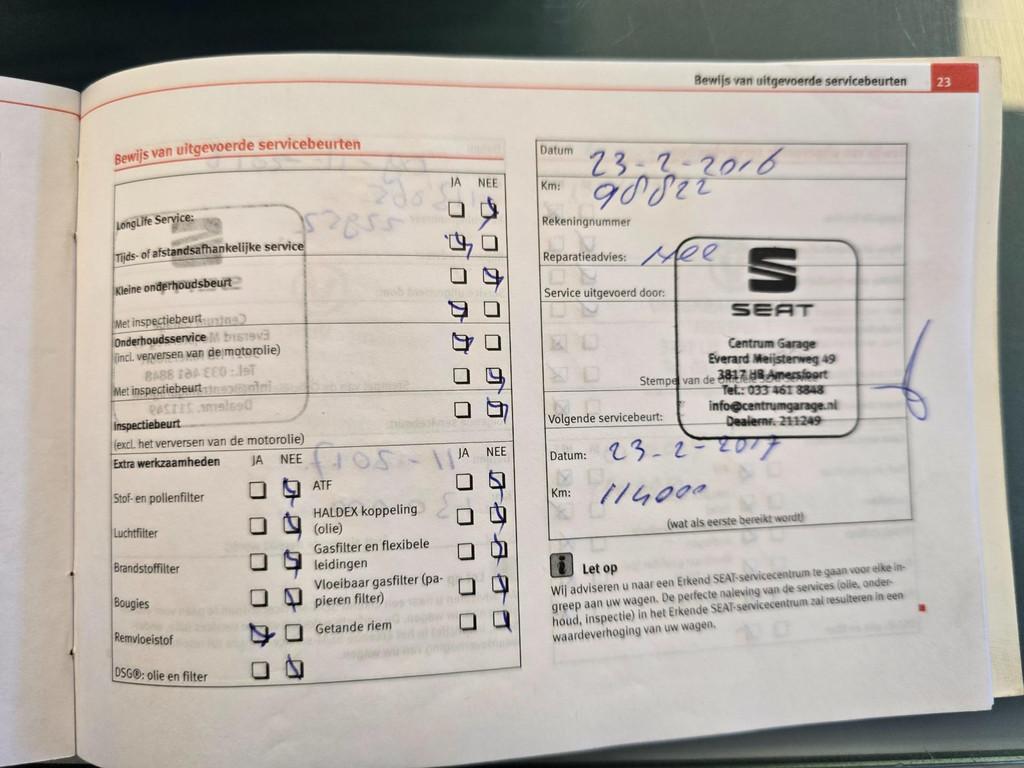 Bewijs van uitgevoerde servicebeurten 23
Bewijs van uitgevoerde servicebeurten
JA NEE
LongLife Service:
Tijds- of afstandsafhankelijke service
Kleine onderhoudsbeurt
Met inspectiebeurt
Onderhoudsservice
(incl. verversen van de motorolie)
Met inspectiebeurt
Inspectiebeurt
(excl. het verversen van de motorolie)
Extra werkzaamheden JA NEE
Stof- en pollenfilter
Luchtfilter
Brandstoffilter
Bougies
Remvloeistof
DSG®: olie en filter
JA NEE
ATF
HALDEX koppeling
(olie)
Gasfilter en flexibele
leidingen
Vloeibaar gasfilter (pa-
pieren filter)
Getande riem
Datum 23-2-2016
Km: 98822
Rekeningnummer
Reparatieadvies: Nee
Service uitgevoerd door:
SEAT
Centrum Garage
Everard Meijsterweg 49
3817 HB Amersfoort
Stempel van de
Tel.: 033 461 8848
info@centrumgarage.nl
Dealernr. 211249
Volgende servicebeurt:
Datum: 23-2-2017
Km: 114000
(wat als eerste bereikt wordt)
i Let op
Wij adviseren u naar een Erkend SEAT-servicecentrum te gaan voor elke in-
greep aan uw wagen. De perfecte naleving van de services (olie, onder-
houd, inspectie) in het Erkende SEAT-servicecentrum zal resulteren in een
waardeverhoging van uw wagen.